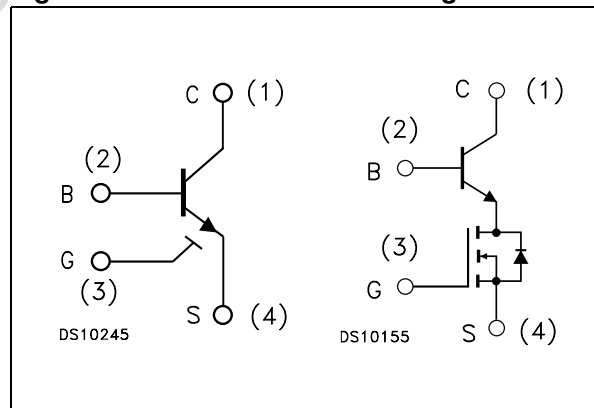 C (1)
(2)
B
G
(3)
S (4)
DS10245
C (1)
(2)
B
(3)
G
S (4)
DS10155